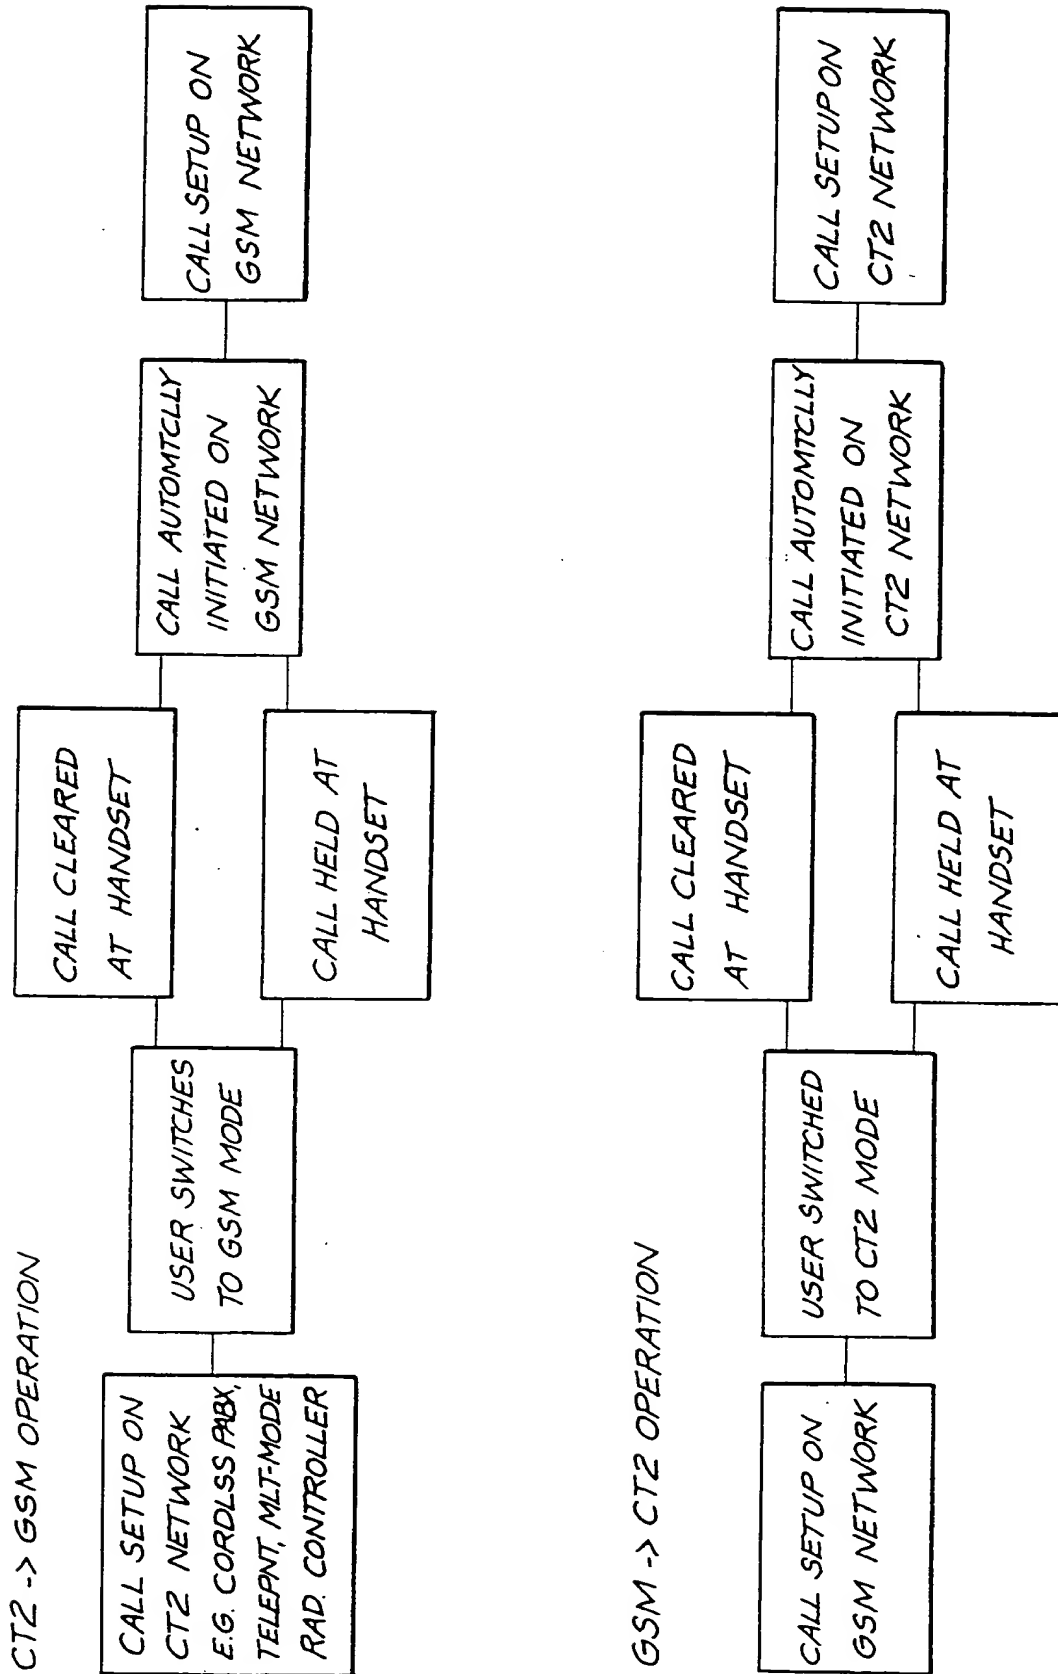 CT2 -> GSM OPERATION
CALL SETUP ON
CT2 NETWORK
E.G. CORDLSS PABX,
TELEPNT, MLT-MODE
RAD. CONTROLLER
USER SWITCHES
TO GSM MODE
CALL CLEARED
AT HANDSET
CALL HELD AT
HANDSET
CALL AUTOMTCLLY
INITIATED ON
GSM NETWORK
CALL SETUP ON
GSM NETWORK
GSM -> CT2 OPERATION
CALL SETUP ON
GSM NETWORK
USER SWITCHED
TO CT2 MODE
CALL CLEARED
AT HANDSET
CALL HELD AT
HANDSET
CALL AUTOMTCLLY
INITIATED ON
CT2 NETWORK
CALL SETUP ON
CT2 NETWORK